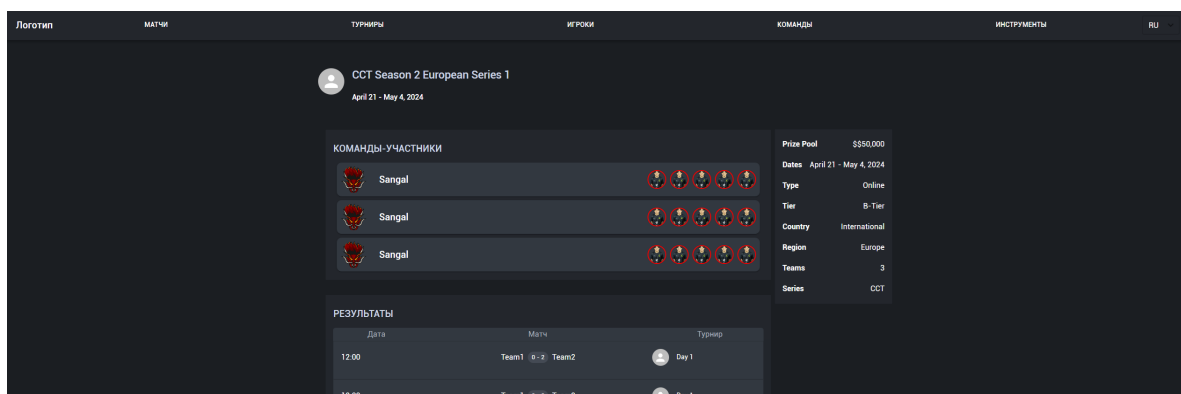 Логотип МАТЧИ ТУРНИРЫ ИГРОКИ КОМАНДЫ ИНСТРУМЕНТЫ RU
CCT Season 2 European Series 1
April 21 - May 4, 2024
КОМАНДЫ-УЧАСТНИКИ
Sangal
Sangal
Sangal
Prize Pool $$50,000
Dates April 21 - May 4, 2024
Type Online
Tier B-Tier
Country International
Region Europe
Teams 3
Series CCT
РЕЗУЛЬТАТЫ
Дата Матч Турнир
12:00 Team1 0 - 2 Team2 Day 1